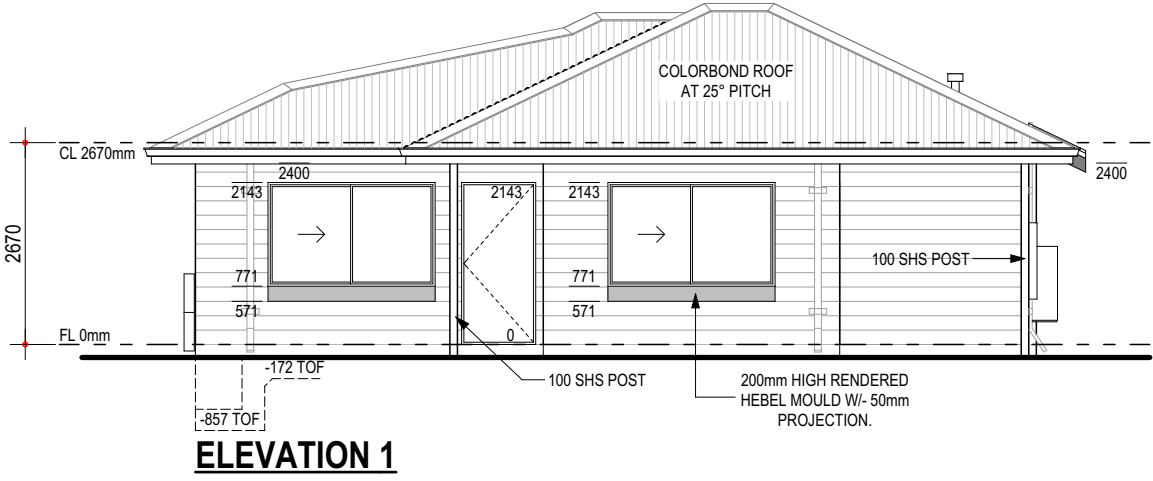 COLORBOND ROOF
AT 25° PITCH
CL 2670mm
2400
2400
2143
2143
2143
2670
100 SHS POST
771
771
571
571
FL 0mm
0
-172 TOF
100 SHS POST
200mm HIGH RENDERED
HEBEL MOULD W/- 50mm
PROJECTION.
-857 TOF
ELEVATION 1